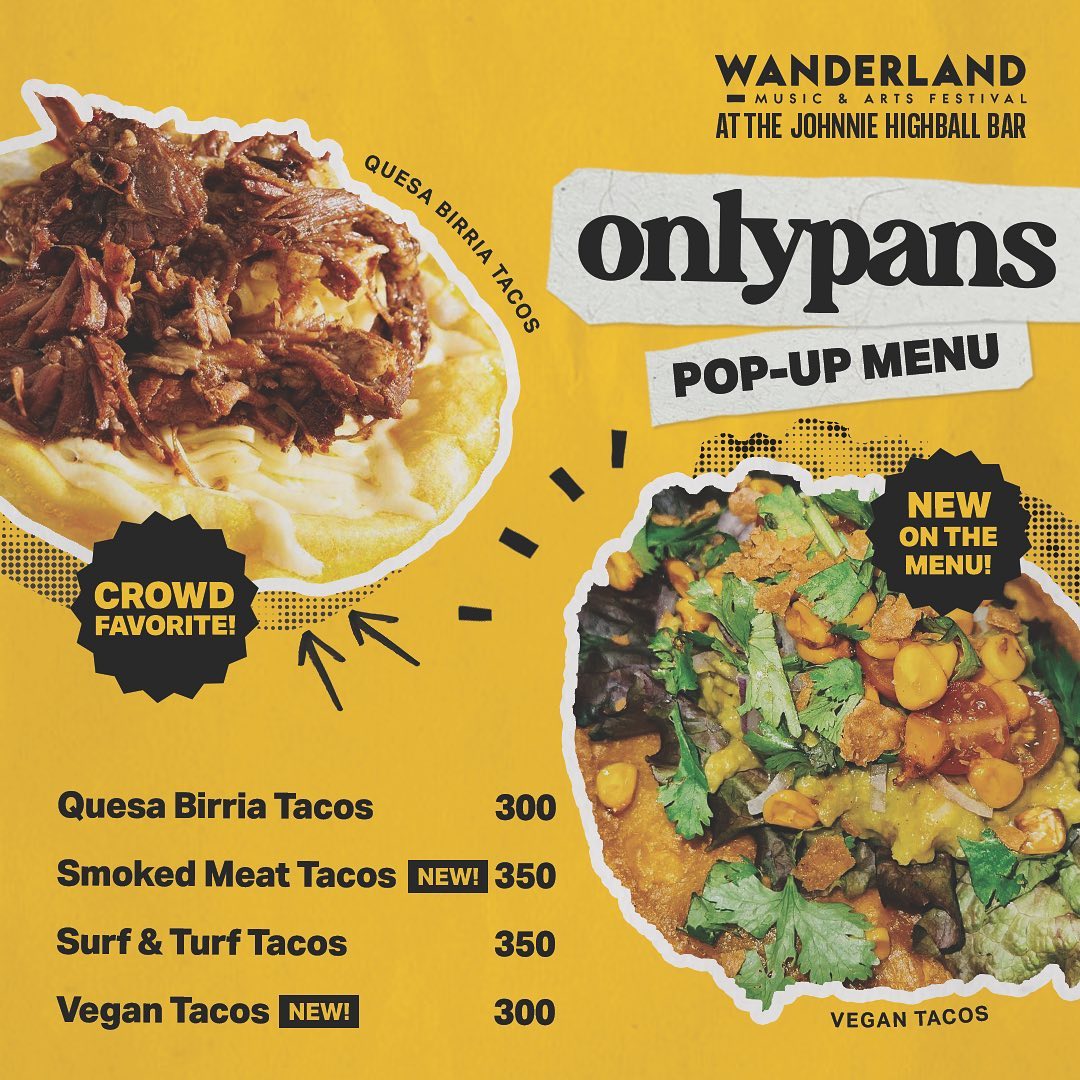 WANDERLAND
MUSIC & ARTS FESTIVAL
AT THE JOHNNIE HIGHBALL BAR
QUESA BIRRIA TACOS
onlypans
POP-UP MENU
NEW
ON THE
MENU!
CROWD
FAVORITE!
Quesa Birria Tacos 300
Smoked Meat Tacos NEW! 350
Surf & Turf Tacos 350
Vegan Tacos NEW! 300
VEGAN TACOS